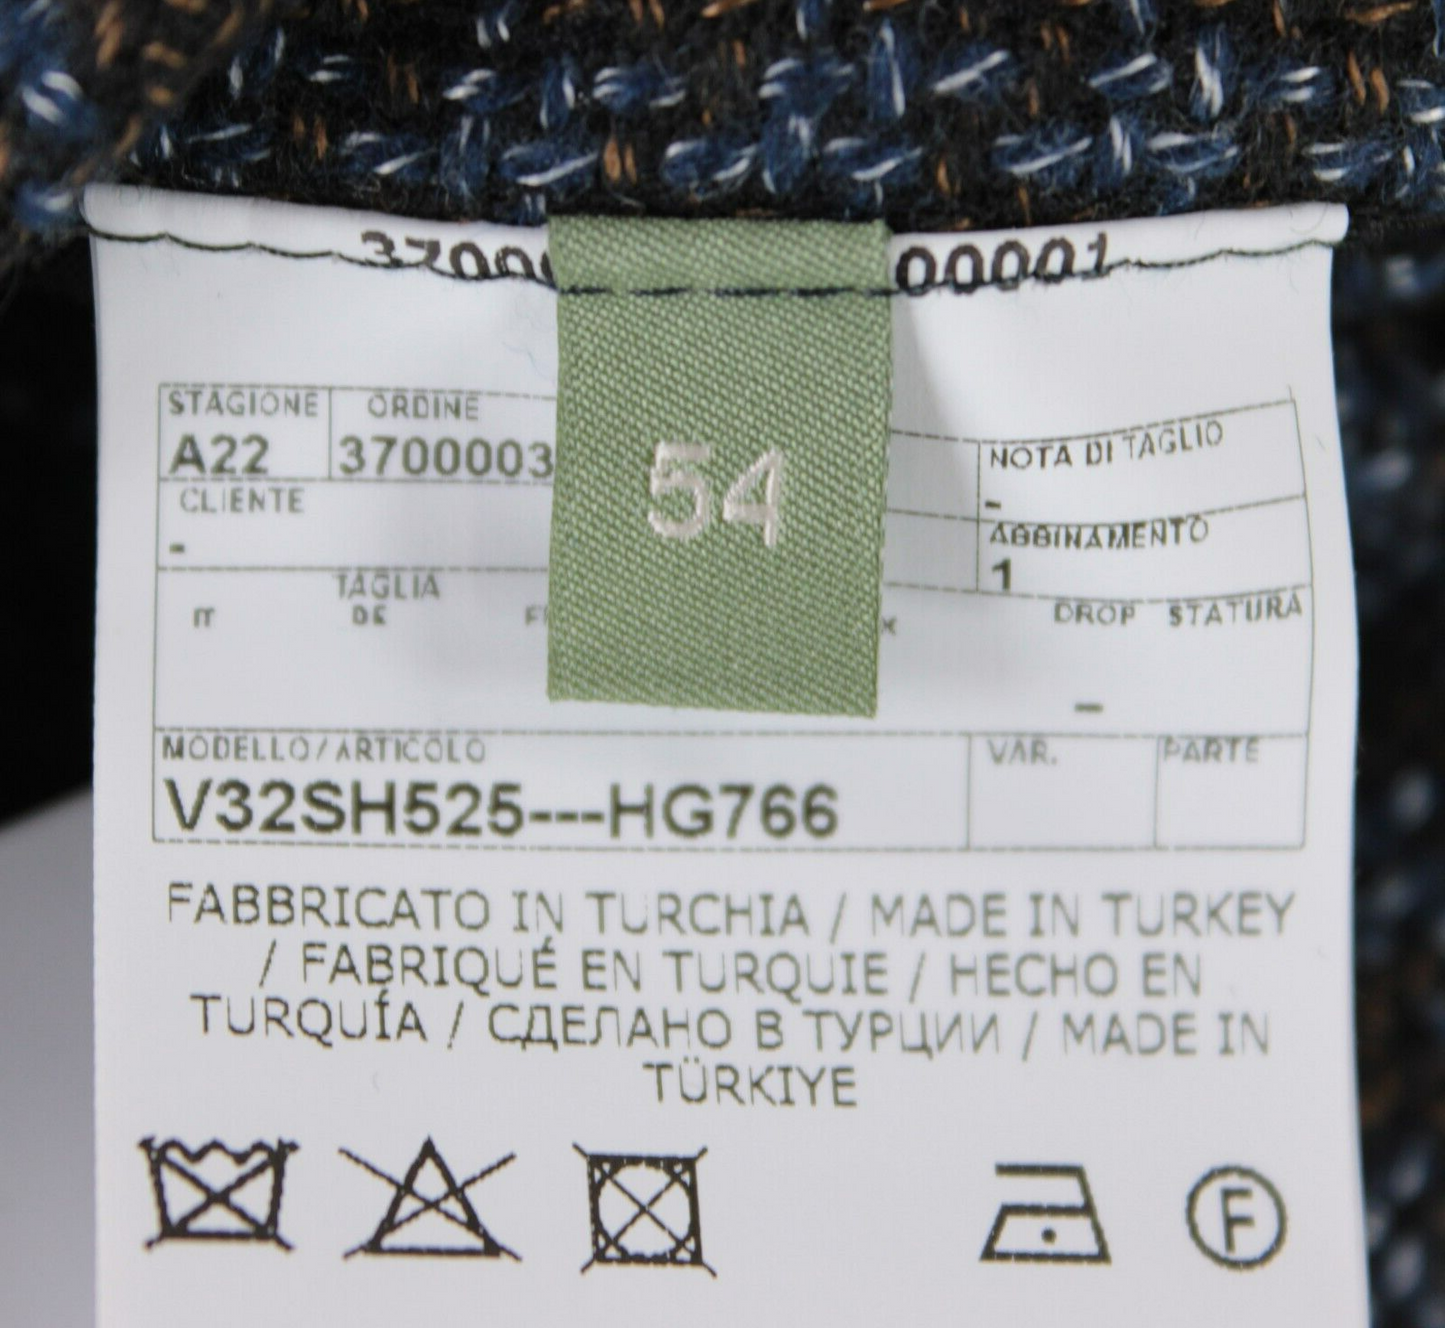 00001
STAGIONE ORDINE NOTA DI TAGLIO
A22 3700003 -
54
CLIENTE ABBINAMENTO
- 1
TAGLIA
IT DE DROP STATURA
-
MODELLO/ARTICOLO VAR. PARTE
V32SH525---HG766
FABBRICATO IN TURCHIA / MADE IN TURKEY
/ FABRIQUÉ EN TURQUIE / HECHO EN
TURQUÍA / СДЕЛАНО В ТУРЦИИ / MADE IN
TÜRKIYE
F